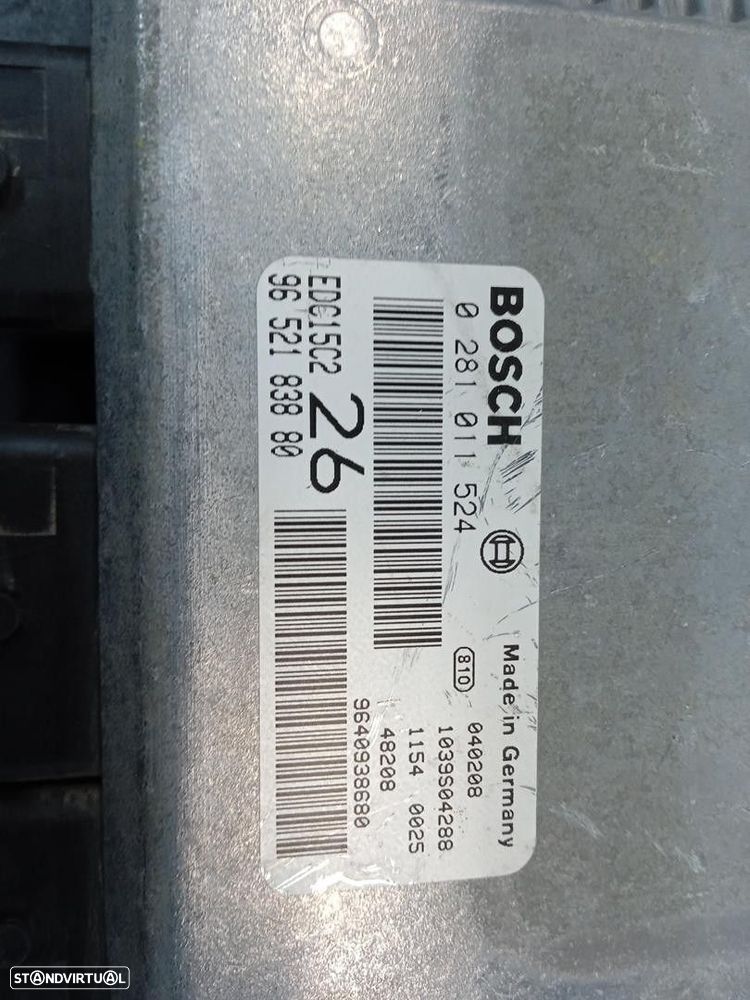 BOSCH
Made in Germany
0 281 011 524
810
040208
1039S04288
1154 0025
48208
EDC15C2
26
96 521 838 80
9640938680
STANDVIRTUAL